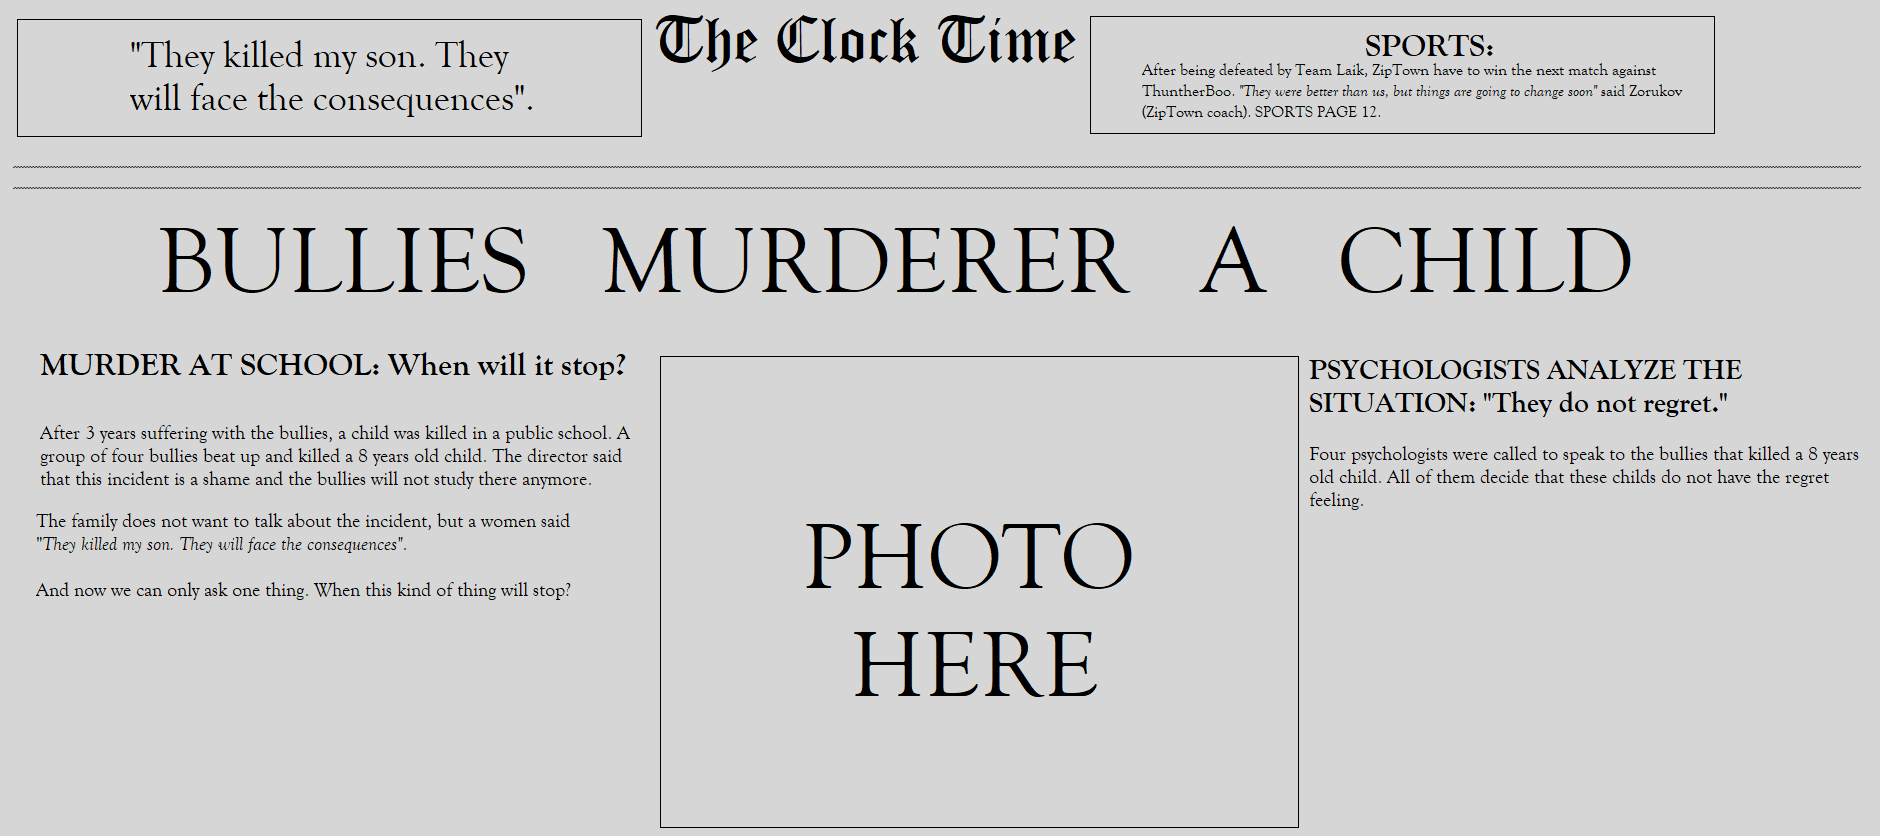 "They killed my son. They
will face the consequences".
The Clock Time
SPORTS:
After being defeated by Team Laik, ZipTown have to win the next match against
ThuntherBoo. "They were better than us, but things are going to change soon" said Zorukov
(ZipTown coach). SPORTS PAGE 12.
BULLIES MURDERER A CHILD
MURDER AT SCHOOL: When will it stop?
After 3 years suffering with the bullies, a child was killed in a public school. A
group of four bullies beat up and killed a 8 years old child. The director said
that this incident is a shame and the bullies will not study there anymore.
The family does not want to talk about the incident, but a women said
"They killed my son. They will face the consequences".
And now we can only ask one thing. When this kind of thing will stop?
PHOTO
HERE
PSYCHOLOGISTS ANALYZE THE
SITUATION: "They do not regret."
Four psychologists were called to speak to the bullies that killed a 8 years
old child. All of them decide that these childs do not have the regret
feeling.